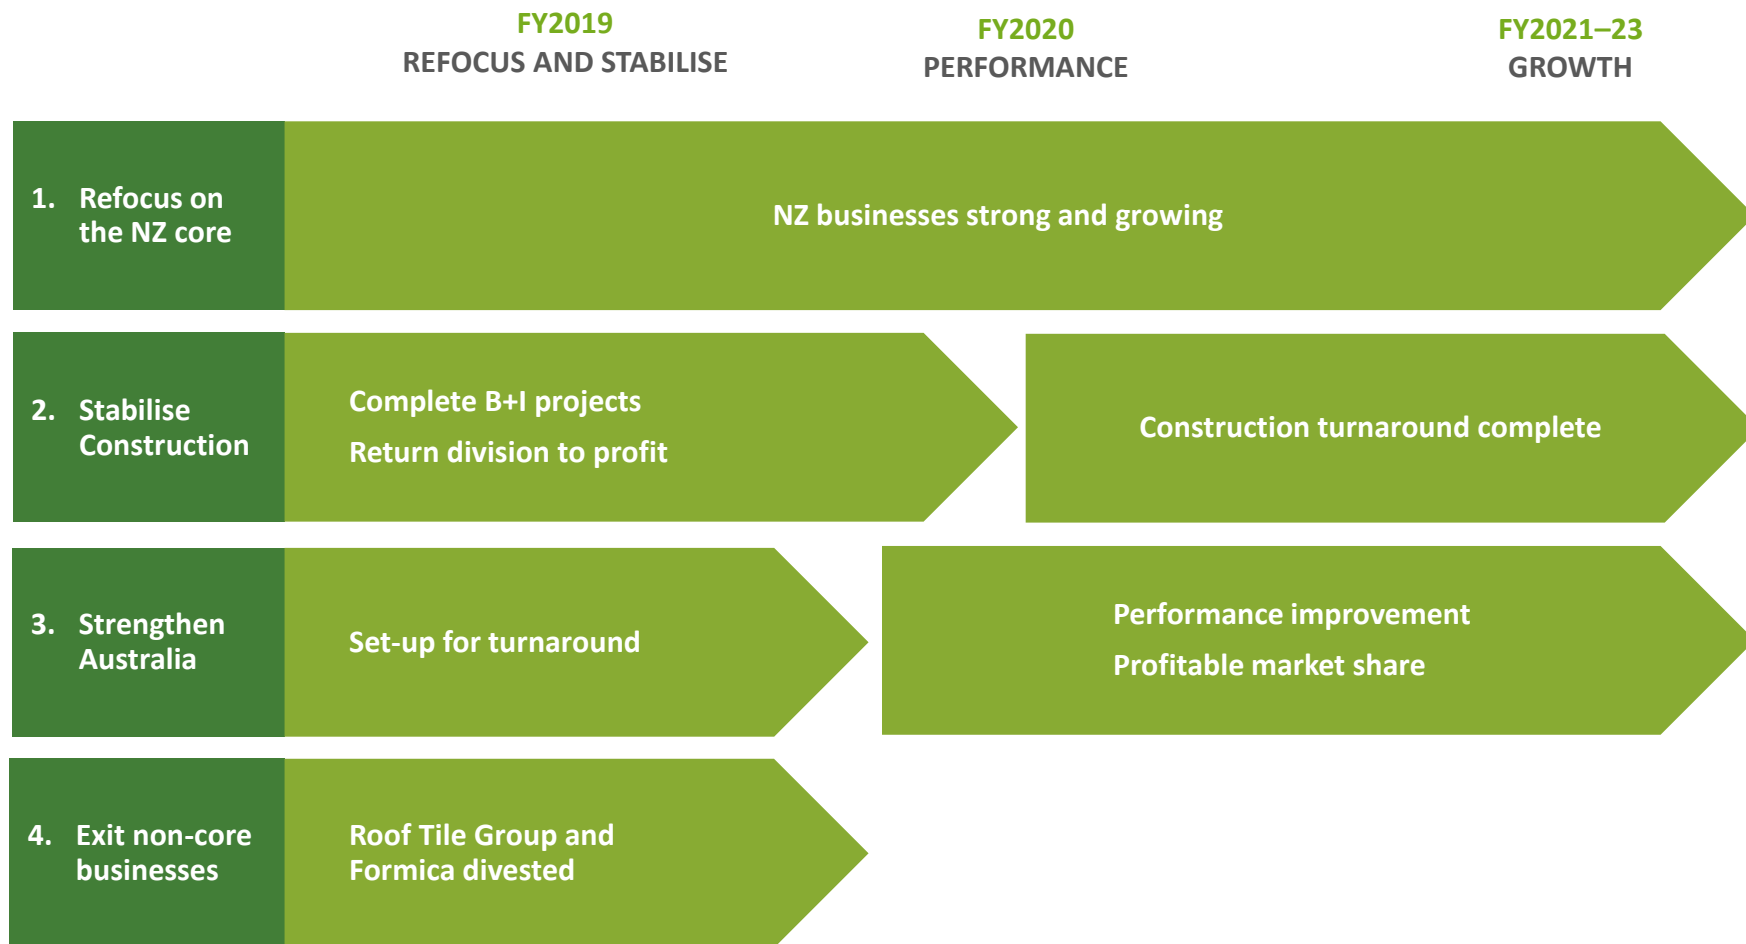 FY2019
REFOCUS AND STABILISE
FY2020
PERFORMANCE
FY2021–23
GROWTH
1. Refocus on
the NZ core
NZ businesses strong and growing
2. Stabilise
Construction
Complete B+I projects
Return division to profit
Construction turnaround complete
3. Strengthen
Australia
Set-up for turnaround
Performance improvement
Profitable market share
4. Exit non-core
businesses
Roof Tile Group and
Formica divested